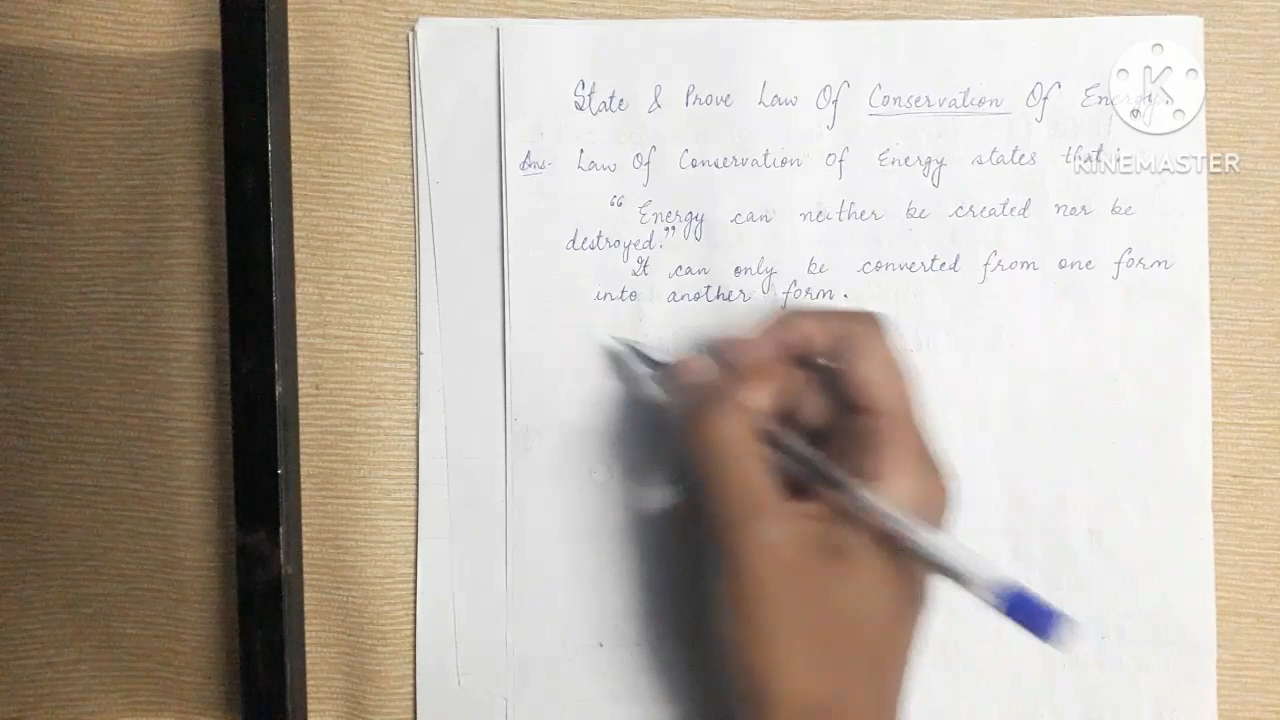 State & Prove Law Of Conservation Of Energy.
Ans- Law Of Conservation Of Energy states that :
“ Energy can neither be created nor be
destroyed.”
It can only be converted from one form
into another form.
KINEMASTER